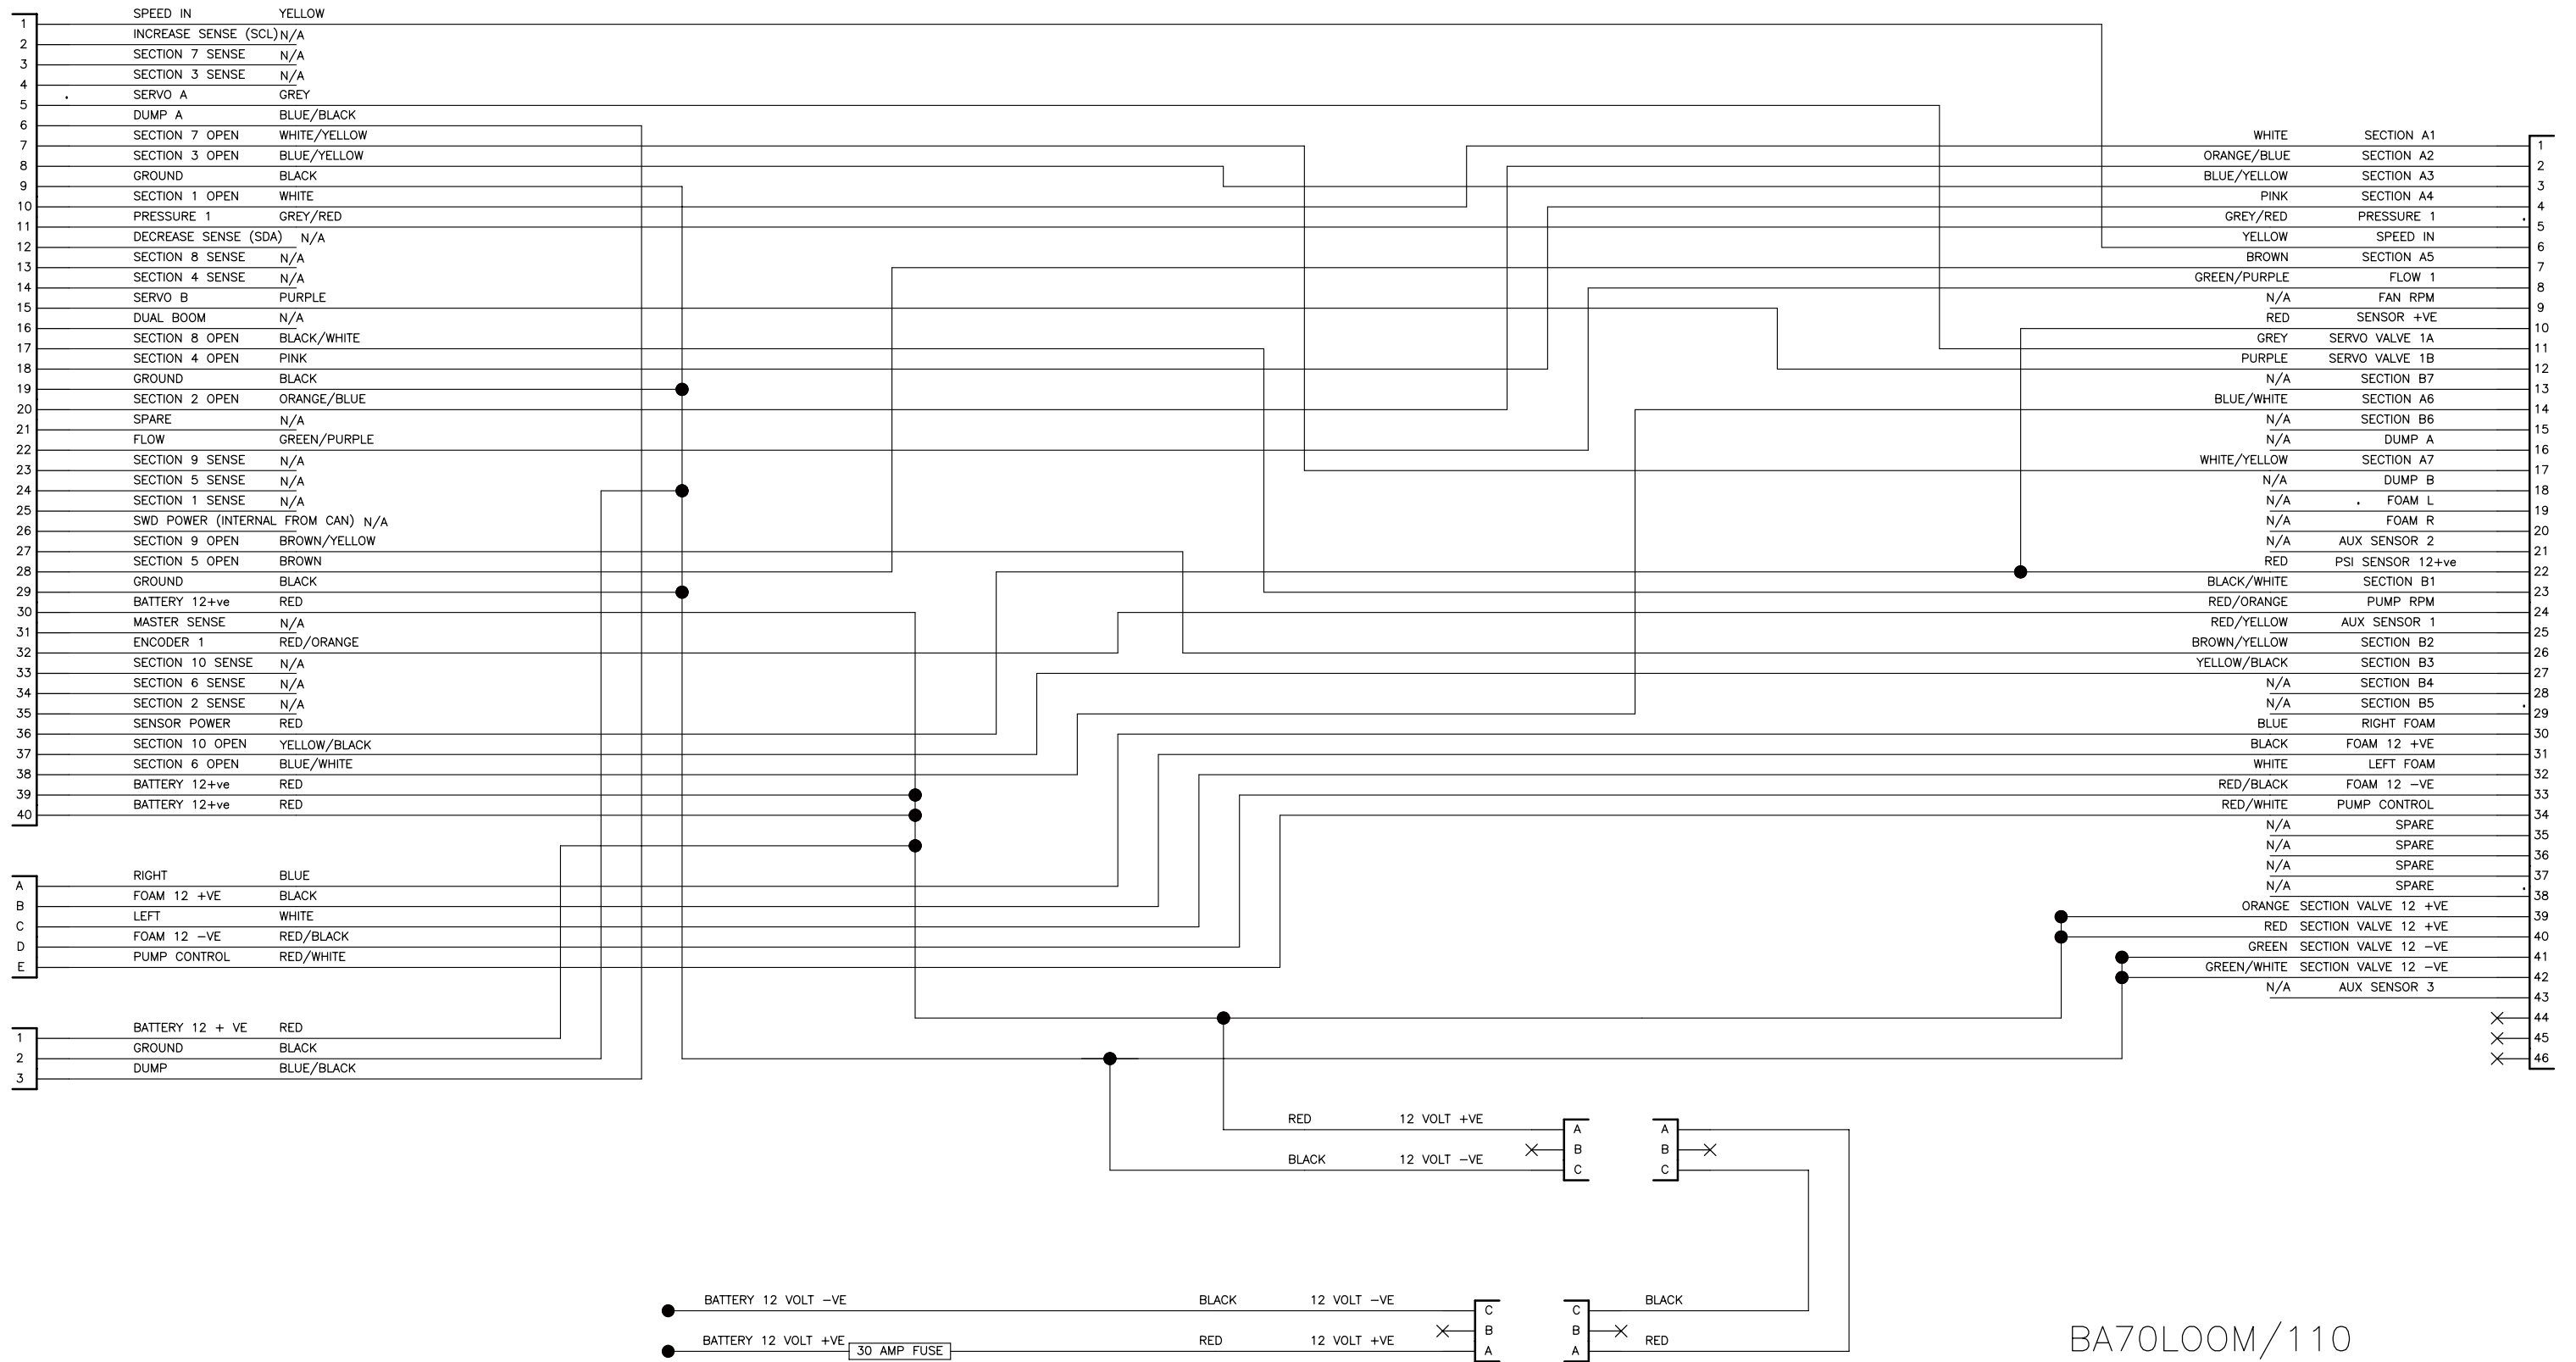 1 SPEED IN YELLOW
2 INCREASE SENSE (SCL) N/A
3 SECTION 7 SENSE N/A
4 SECTION 3 SENSE N/A
5 SERVO A GREY
6 DUMP A BLUE/BLACK
7 SECTION 7 OPEN WHITE/YELLOW
8 SECTION 3 OPEN BLUE/YELLOW
9 GROUND BLACK
10 SECTION 1 OPEN WHITE
11 PRESSURE 1 GREY/RED
12 DECREASE SENSE (SDA) N/A
13 SECTION 8 SENSE N/A
14 SECTION 4 SENSE N/A
15 SERVO B PURPLE
16 DUAL BOOM N/A
17 SECTION 8 OPEN BLACK/WHITE
18 SECTION 4 OPEN PINK
19 GROUND BLACK
20 SECTION 2 OPEN ORANGE/BLUE
21 SPARE N/A
22 FLOW GREEN/PURPLE
23 SECTION 9 SENSE N/A
24 SECTION 5 SENSE N/A
25 SECTION 1 SENSE N/A
26 SWD POWER (INTERNAL FROM CAN) N/A
27 SECTION 9 OPEN BROWN/YELLOW
28 SECTION 5 OPEN BROWN
29 GROUND BLACK
30 BATTERY 12+ve RED
31 MASTER SENSE N/A
32 ENCODER 1 RED/ORANGE
33 SECTION 10 SENSE N/A
34 SECTION 6 SENSE N/A
35 SECTION 2 SENSE N/A
36 SENSOR POWER RED
37 SECTION 10 OPEN YELLOW/BLACK
38 SECTION 6 OPEN BLUE/WHITE
39 BATTERY 12+ve RED
40 BATTERY 12+ve RED
A RIGHT BLUE
B FOAM 12 +VE BLACK
C LEFT WHITE
D FOAM 12 -VE RED/BLACK
E PUMP CONTROL RED/WHITE
1 BATTERY 12 + VE RED
2 GROUND BLACK
3 DUMP BLUE/BLACK
WHITE SECTION A1 1
ORANGE/BLUE SECTION A2 2
BLUE/YELLOW SECTION A3 3
PINK SECTION A4 4
GREY/RED PRESSURE 1 5
YELLOW SPEED IN 6
BROWN SECTION A5 7
GREEN/PURPLE FLOW 1 8
N/A FAN RPM 9
RED SENSOR +VE 10
GREY SERVO VALVE 1A 11
PURPLE SERVO VALVE 1B 12
N/A SECTION B7 13
BLUE/WHITE SECTION A6 14
N/A SECTION B6 15
N/A DUMP A 16
WHITE/YELLOW SECTION A7 17
N/A DUMP B 18
N/A FOAM L 19
N/A FOAM R 20
N/A AUX SENSOR 2 21
RED PSI SENSOR 12+ve 22
BLACK/WHITE SECTION B1 23
RED/ORANGE PUMP RPM 24
RED/YELLOW AUX SENSOR 1 25
BROWN/YELLOW SECTION B2 26
YELLOW/BLACK SECTION B3 27
N/A SECTION B4 28
N/A SECTION B5 29
BLUE RIGHT FOAM 30
BLACK FOAM 12 +VE 31
WHITE LEFT FOAM 32
RED/BLACK FOAM 12 -VE 33
RED/WHITE PUMP CONTROL 34
N/A SPARE 35
N/A SPARE 36
N/A SPARE 37
N/A SPARE 38
ORANGE SECTION VALVE 12 +VE 39
RED SECTION VALVE 12 +VE 40
GREEN SECTION VALVE 12 -VE 41
GREEN/WHITE SECTION VALVE 12 -VE 42
N/A AUX SENSOR 3 43
44
45
46
RED 12 VOLT +VE A A
B B
BLACK 12 VOLT -VE C C
BATTERY 12 VOLT -VE BLACK 12 VOLT -VE C C BLACK
B B
BATTERY 12 VOLT +VE 30 AMP FUSE RED 12 VOLT +VE A A RED
BA70LOOM/110